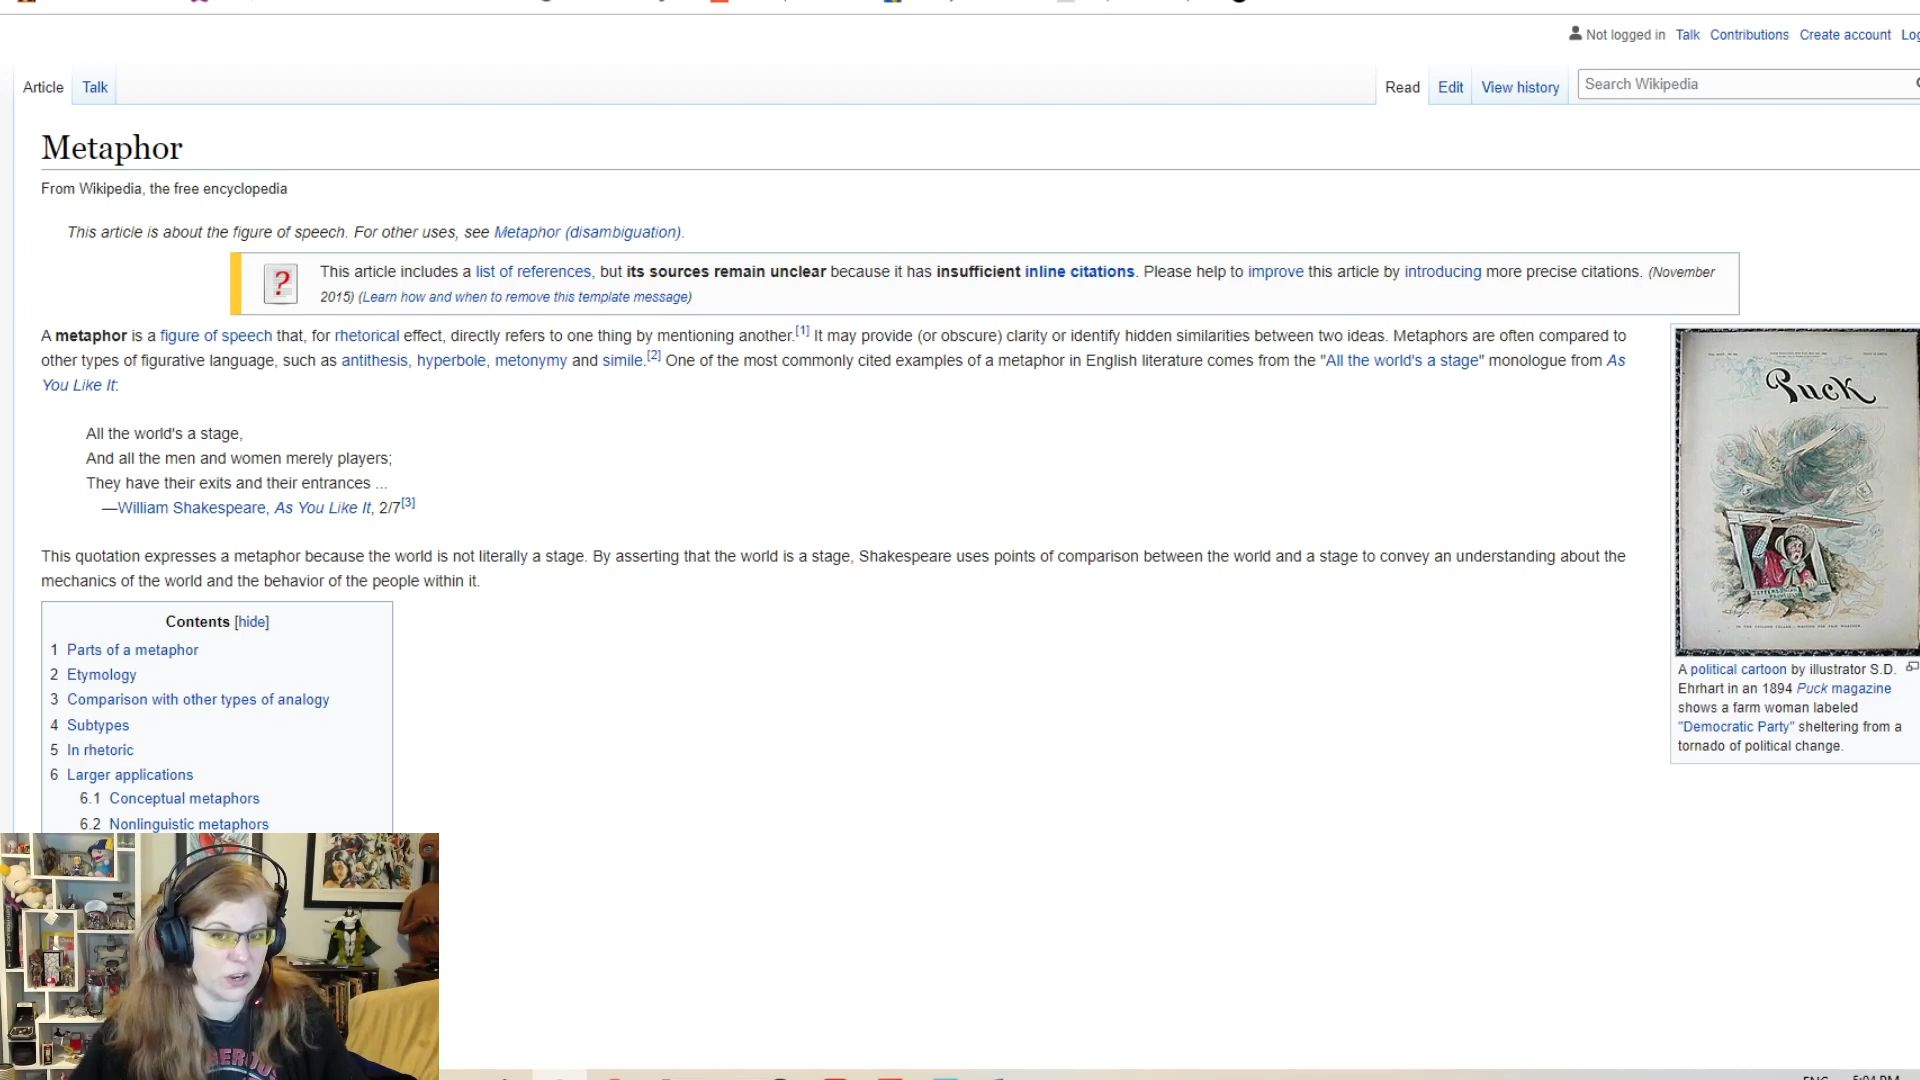 Not logged in Talk Contributions Create account Log
Article Talk Read Edit View history Search Wikipedia
Metaphor
From Wikipedia, the free encyclopedia
This article is about the figure of speech. For other uses, see Metaphor (disambiguation).
This article includes a list of references, but its sources remain unclear because it has insufficient inline citations. Please help to improve this article by introducing more precise citations. (November
2015) (Learn how and when to remove this template message)
A metaphor is a figure of speech that, for rhetorical effect, directly refers to one thing by mentioning another.[1] It may provide (or obscure) clarity or identify hidden similarities between two ideas. Metaphors are often compared to
other types of figurative language, such as antithesis, hyperbole, metonymy and simile.[2] One of the most commonly cited examples of a metaphor in English literature comes from the "All the world's a stage" monologue from As
You Like It:
All the world's a stage,
And all the men and women merely players;
They have their exits and their entrances ...
—William Shakespeare, As You Like It, 2/7[3]
This quotation expresses a metaphor because the world is not literally a stage. By asserting that the world is a stage, Shakespeare uses points of comparison between the world and a stage to convey an understanding about the
mechanics of the world and the behavior of the people within it.
Contents [hide]
1 Parts of a metaphor
2 Etymology
3 Comparison with other types of analogy
4 Subtypes
5 In rhetoric
6 Larger applications
6.1 Conceptual metaphors
6.2 Nonlinguistic metaphors
Puck
A political cartoon by illustrator S.D.
Ehrhart in an 1894 Puck magazine
shows a farm woman labeled
"Democratic Party" sheltering from a
tornado of political change.
ENG 5:04 PM